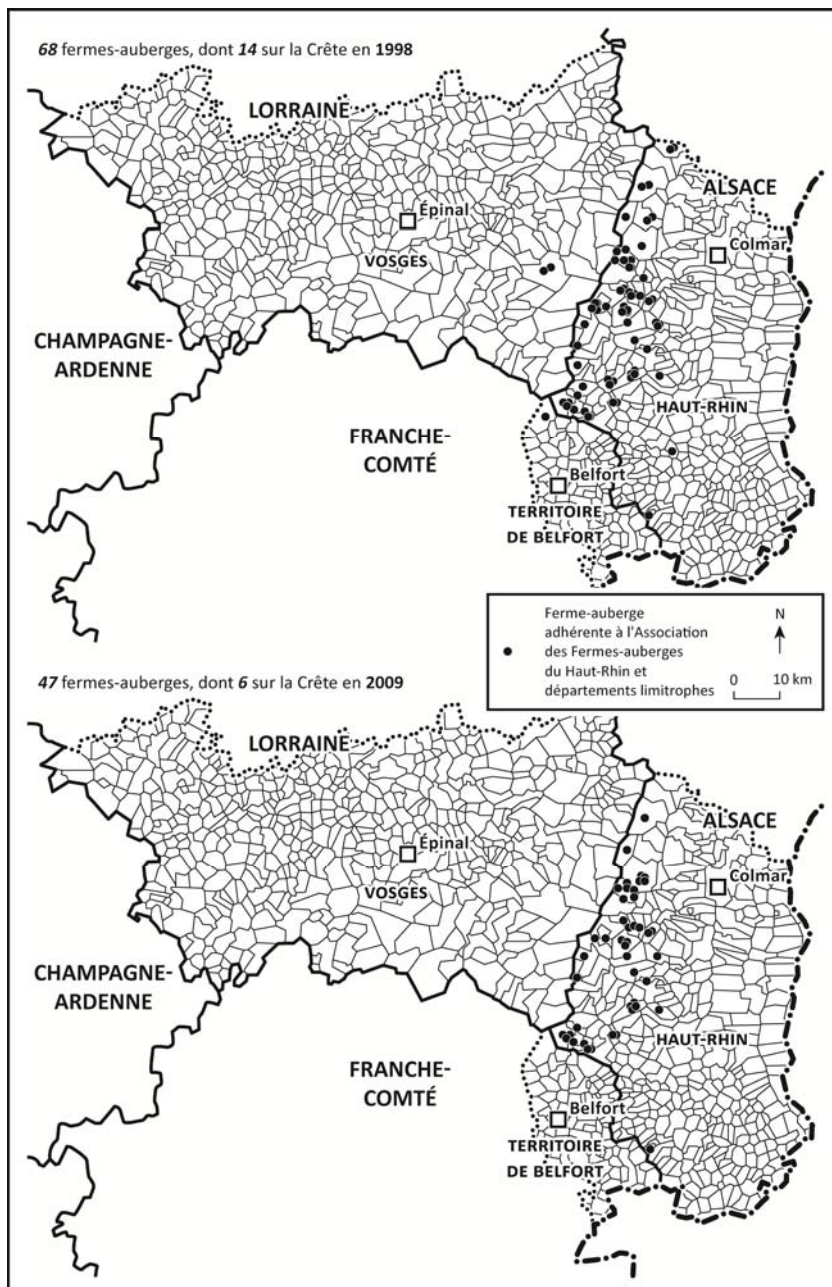 68 fermes-auberges, dont 14 sur la Crête en 1998
LORRAINE
ALSACE
Épinal
Colmar
VOSGES
CHAMPAGNE-
ARDENNE
HAUT-RHIN
FRANCHE-
COMTÉ
Belfort
TERRITOIRE
DE BELFORT
Ferme-auberge
adhérente à l'Association
des Fermes-auberges
du Haut-Rhin et
départements limitrophes
N
0 10 km
47 fermes-auberges, dont 6 sur la Crête en 2009
LORRAINE
ALSACE
Épinal
Colmar
VOSGES
CHAMPAGNE-
ARDENNE
HAUT-RHIN
FRANCHE-
COMTÉ
Belfort
TERRITOIRE
DE BELFORT